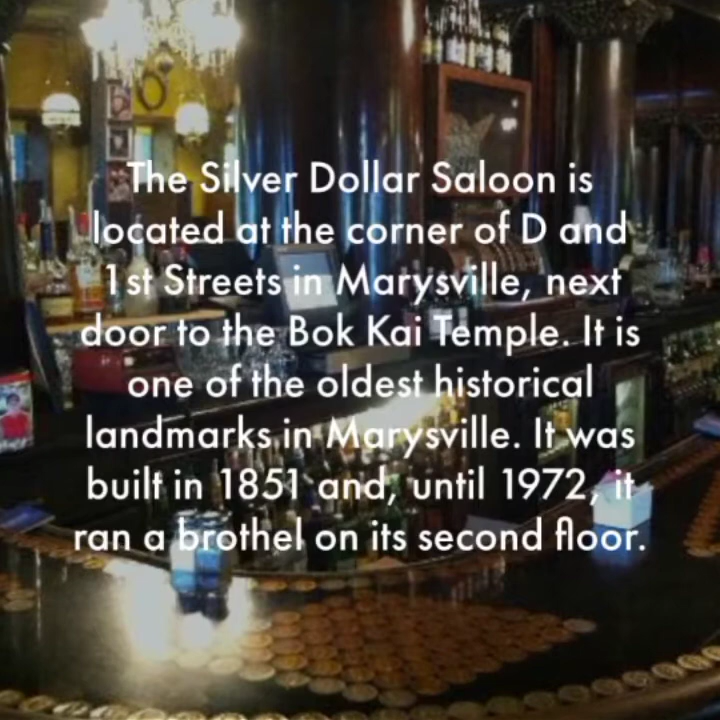 The Silver Dollar Saloon is
located at the corner of D and
1st Streets in Marysville, next
door to the Bok Kai Temple. It is
one of the oldest historical
landmarks in Marysville. It was
built in 1851 and, until 1972, it
ran a brothel on its second floor.